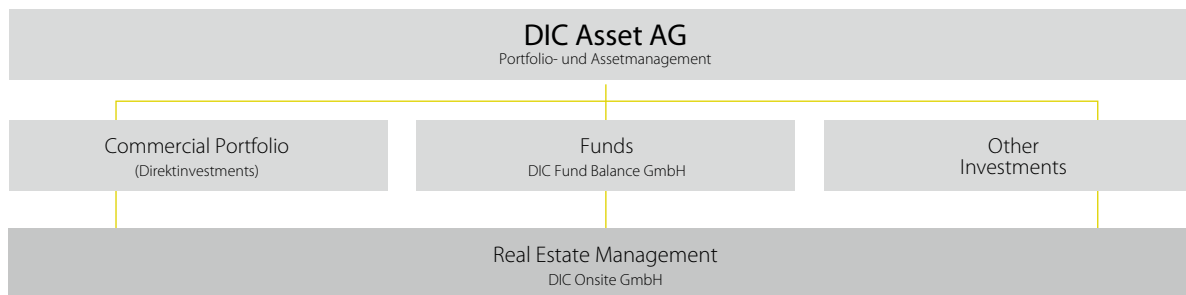 DIC Asset AG
Portfolio- und Assetmanagement
Commercial Portfolio
(Direktinvestments)
Funds
DIC Fund Balance GmbH
Other
Investments
Real Estate Management
DIC Onsite GmbH